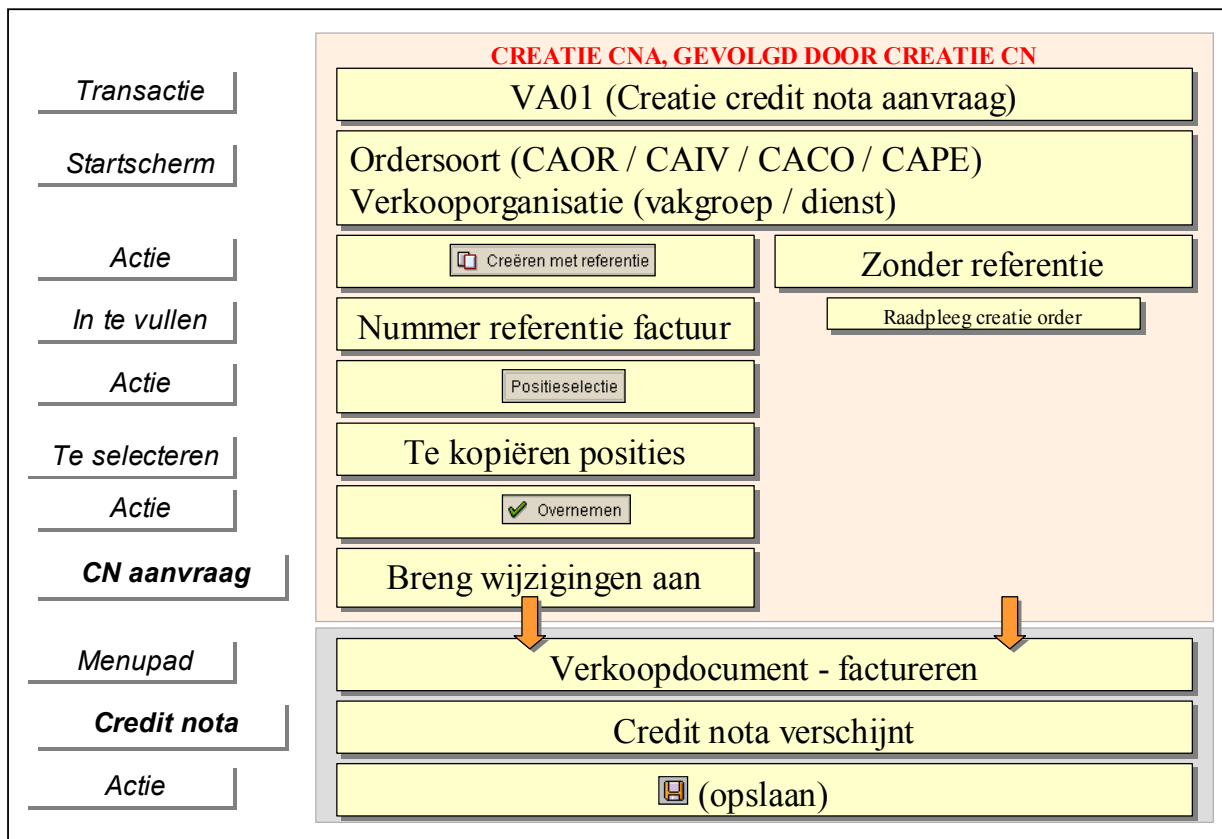 CREATIE CNA, GEVOLGD DOOR CREATIE CN
Transactie
VA01 (Creatie credit nota aanvraag)
Startscherm
Ordersoort (CAOR / CAIV / CACO / CAPE)
Verkooporganisatie (vakgroep / dienst)
Actie
Creëren met referentie
Zonder referentie
In te vullen
Nummer referentie factuur
Raadpleeg creatie order
Actie
Positieselectie
Te selecteren
Te kopiëren posities
Actie
Overnemen
CN aanvraag
Breng wijzigingen aan
Menupad
Verkoopdocument - factureren
Credit nota
Credit nota verschijnt
Actie
(opslaan)